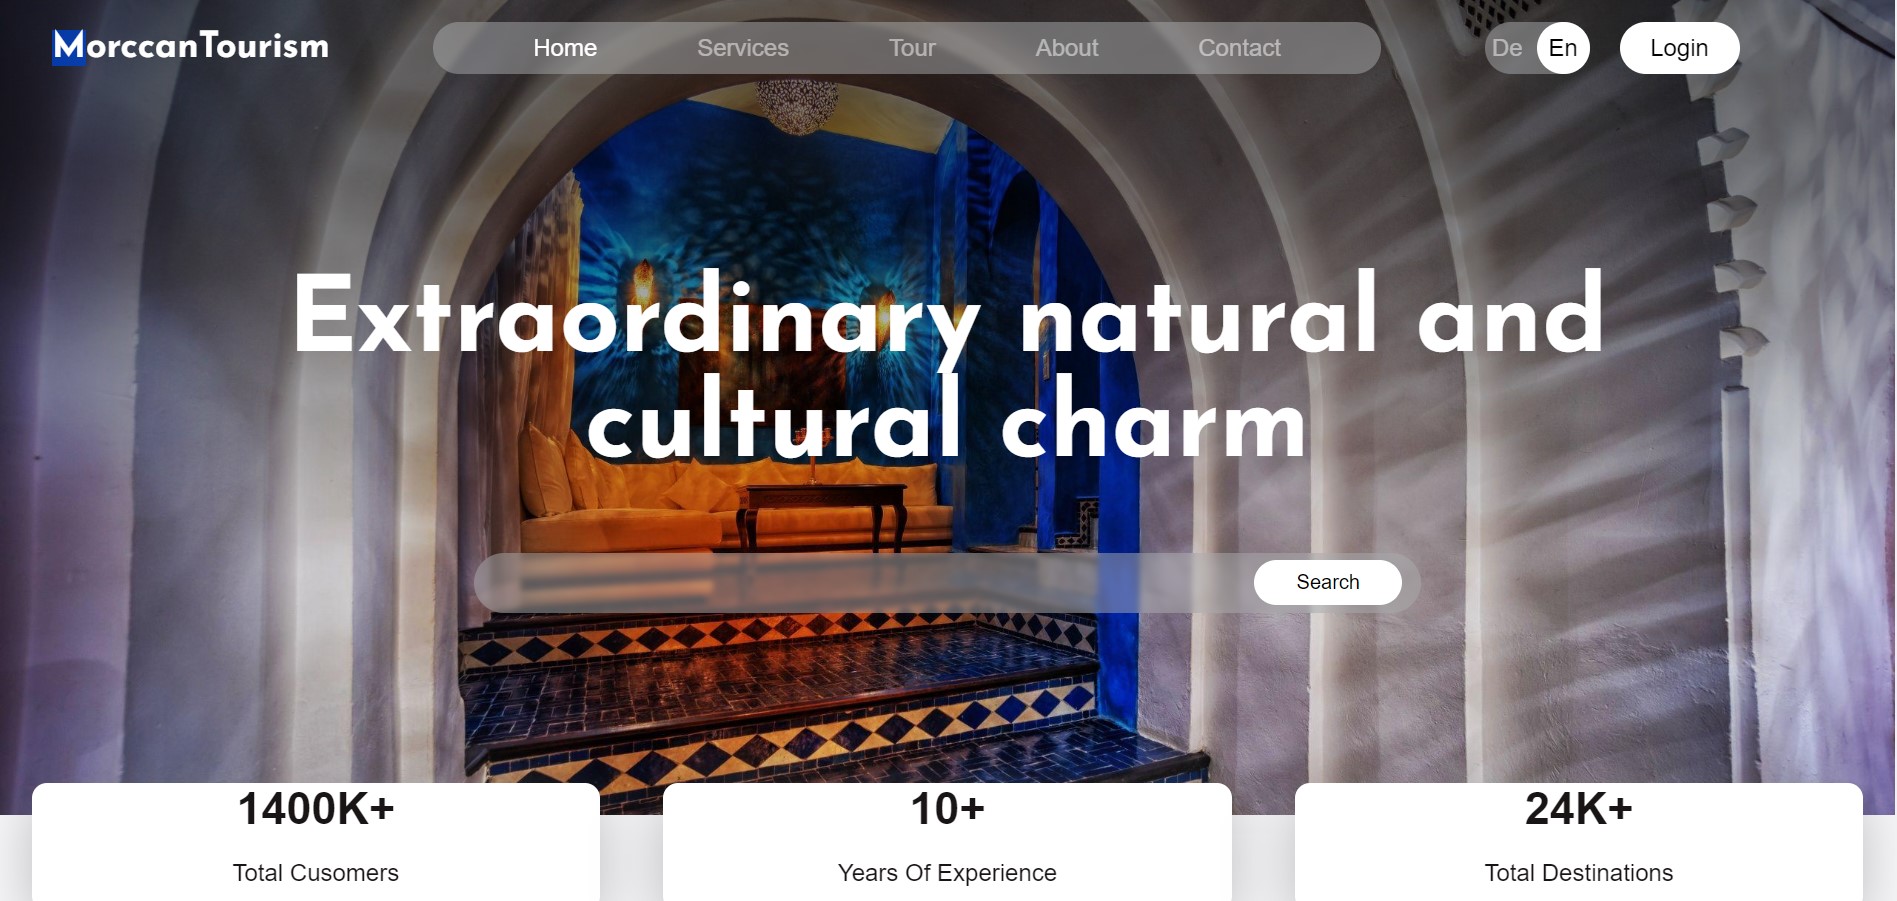 MorccanTourism
Home Services Tour About Contact
De En Login
Extraordinary natural and
cultural charm
Search
1400K+
Total Cusomers
10+
Years Of Experience
24K+
Total Destinations